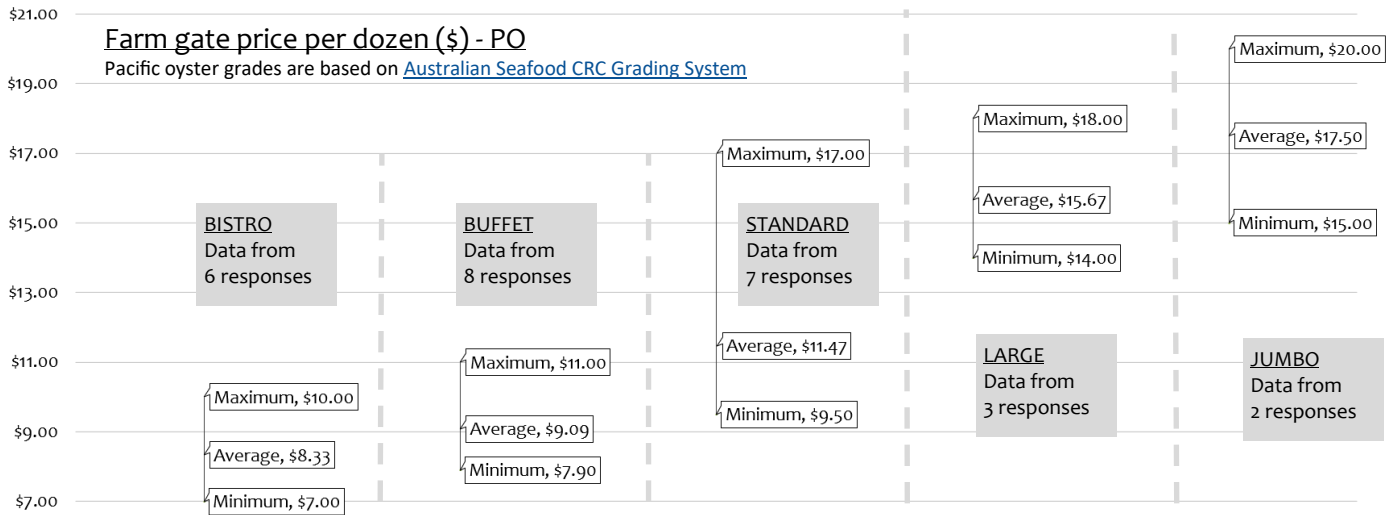 Farm gate price per dozen ($) - PO
Pacific oyster grades are based on Australian Seafood CRC Grading System
$21.00
$19.00
$17.00
$15.00
$13.00
$11.00
$9.00
$7.00
BISTRO
Data from
6 responses
Maximum, $10.00
Average, $8.33
Minimum, $7.00
BUFFET
Data from
8 responses
Maximum, $11.00
Average, $9.09
Minimum, $7.90
Maximum, $17.00
STANDARD
Data from
7 responses
Average, $11.47
Minimum, $9.50
Maximum, $18.00
Average, $15.67
Minimum, $14.00
LARGE
Data from
3 responses
Maximum, $20.00
Average, $17.50
Minimum, $15.00
JUMBO
Data from
2 responses